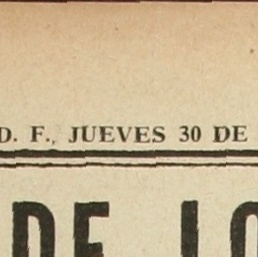 D. F., JUEVES 30 DE
DE LO